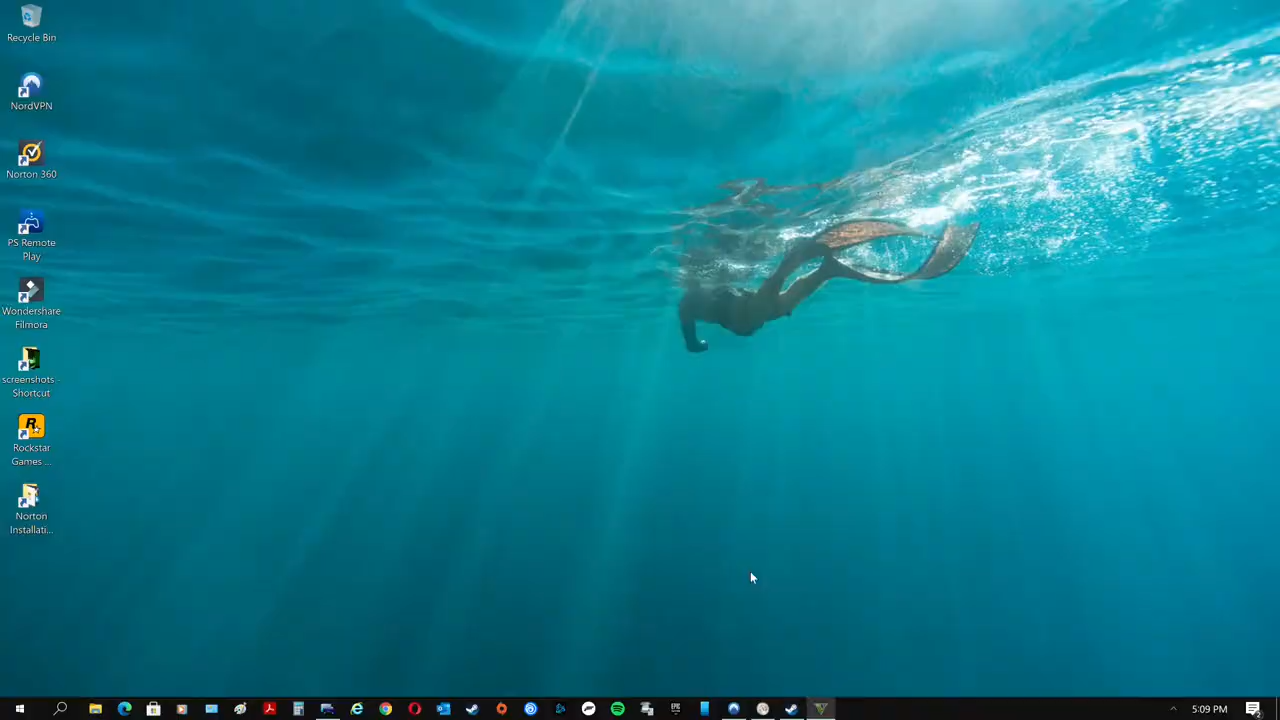 Recycle Bin
NordVPN
Norton 360
PS Remote
Play
Wondershare
Filmora
screenshots -
Shortcut
Rockstar
Games ...
Norton
Installati...
5:09 PM